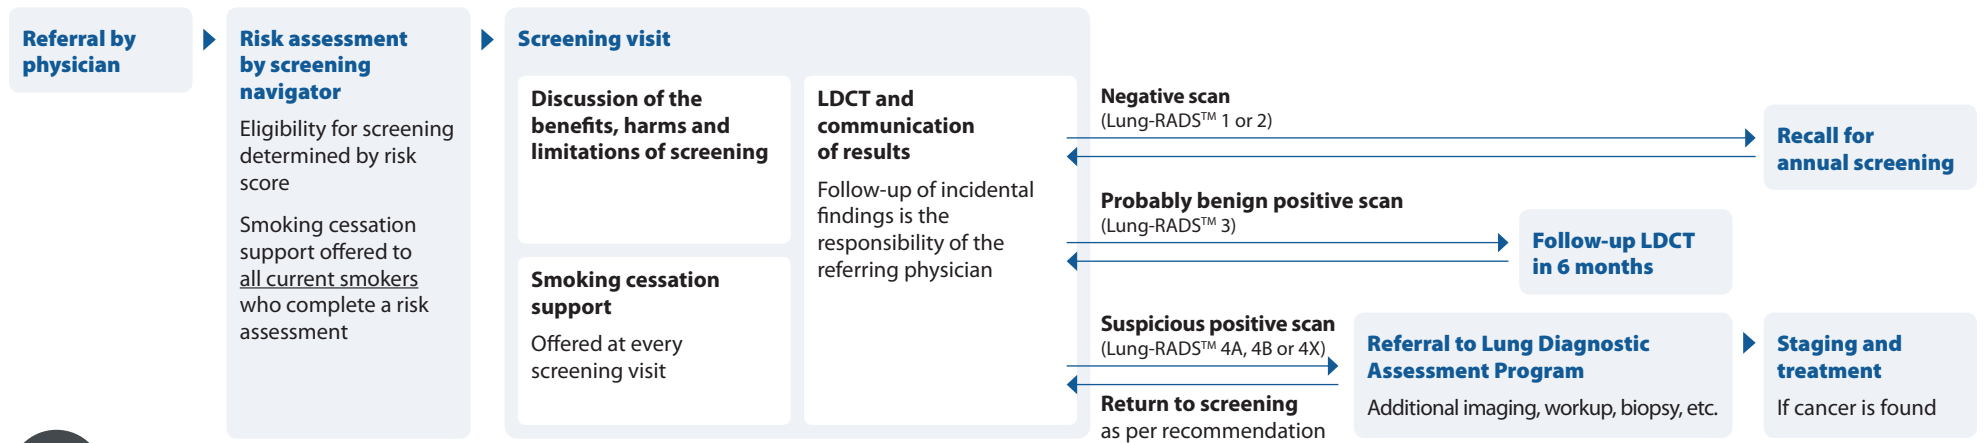 Referral by
physician
Risk assessment
by screening
navigator
Eligibility for screening
determined by risk
score
Smoking cessation
support offered to
all current smokers
who complete a risk
assessment
Screening visit
Discussion of the
benefits, harms and
limitations of screening
Smoking cessation
support
Offered at every
screening visit
LDCT and
communication
of results
Follow-up of incidental
findings is the
responsibility of the
referring physician
Negative scan
(Lung-RADS™ 1 or 2)
Recall for
annual screening
Probably benign positive scan
(Lung-RADS™ 3)
Follow-up LDCT
in 6 months
Suspicious positive scan
(Lung-RADS™ 4A, 4B or 4X)
Return to screening
as per recommendation
Referral to Lung Diagnostic
Assessment Program
Additional imaging, workup, biopsy, etc.
Staging and
treatment
If cancer is found